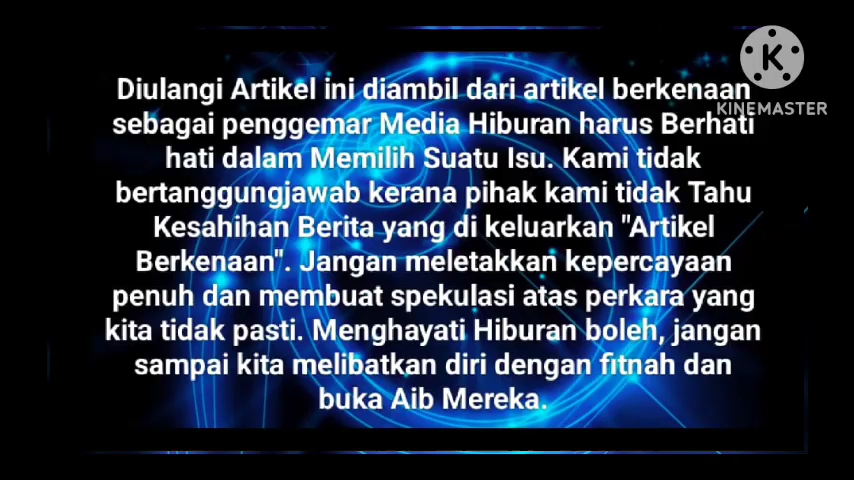 KINEMASTER
Diulangi Artikel ini diambil dari artikel berkenaan
sebagai penggemar Media Hiburan harus Berhati
hati dalam Memilih Suatu Isu. Kami tidak
bertanggungjawab kerana pihak kami tidak Tahu
Kesahihan Berita yang di keluarkan "Artikel
Berkenaan". Jangan meletakkan kepercayaan
penuh dan membuat spekulasi atas perkara yang
kita tidak pasti. Menghayati Hiburan boleh, jangan
sampai kita melibatkan diri dengan fitnah dan
buka Aib Mereka.